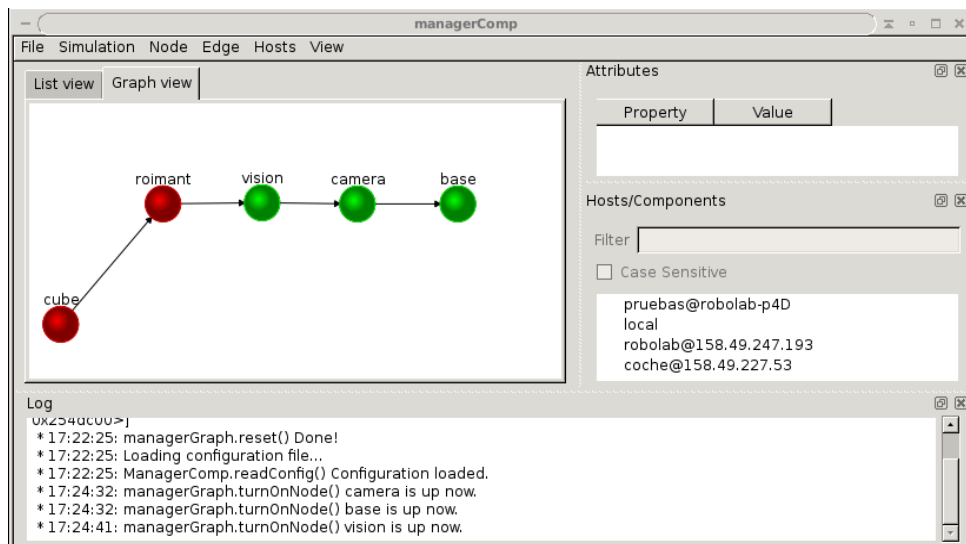 managerComp
File Simulation Node Edge Hosts View
List view Graph view
roimant vision camera base
cube
Attributes
Property Value
Hosts/Components
Filter
Case Sensitive
pruebas@robolab-p4D
local
robolab@158.49.247.193
coche@158.49.227.53
Log
0x254dc00>]
* 17:22:25: managerGraph.reset() Done!
* 17:22:25: Loading configuration file...
* 17:22:25: ManagerComp.readConfig() Configuration loaded.
* 17:24:32: managerGraph.turnOnNode() camera is up now.
* 17:24:32: managerGraph.turnOnNode() base is up now.
* 17:24:41: managerGraph.turnOnNode() vision is up now.